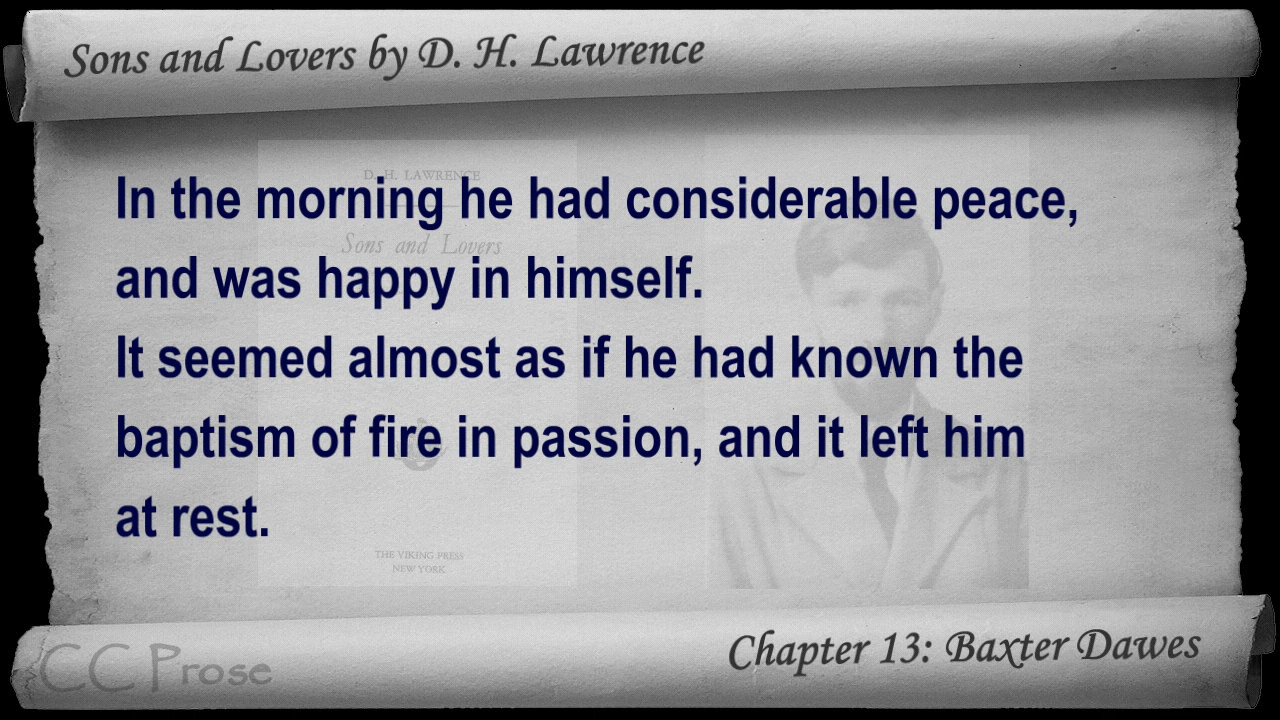 Sons and Lovers by D. H. Lawrence
D. H. LAWRENCE
In the morning he had considerable peace,
Sons and Lovers
and was happy in himself.
It seemed almost as if he had known the
baptism of fire in passion, and it left him
at rest.
THE VIKING PRESS
NEW YORK
Chapter 13: Baxter Dawes
CC Prose